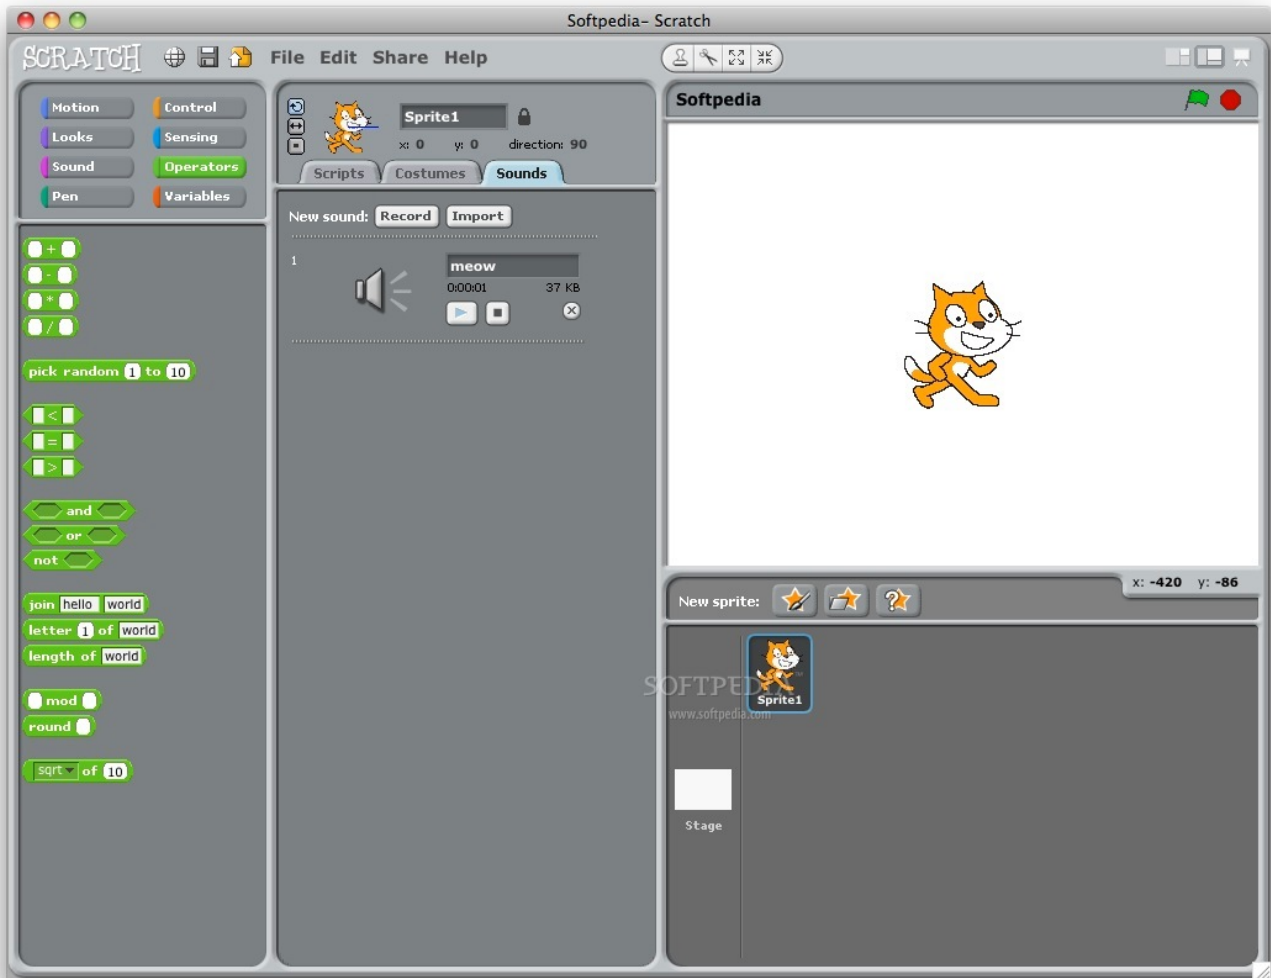 Softpedia- Scratch
SCRATCH File Edit Share Help
Motion Control
Looks Sensing
Sound Operators
Pen Variables
+
-
*
/
pick random 1 to 10
<
=
>
and
or
not
join hello world
letter 1 of world
length of world
mod
round
sqrt of 10
Sprite1
x: 0 y: 0 direction: 90
Scripts Costumes Sounds
New sound: Record Import
1
meow
0:00:01 37 KB
Softpedia
x: -420 y: -86
New sprite:
Sprite1
SOFTPEDIA™
www.softpedia.com
Stage